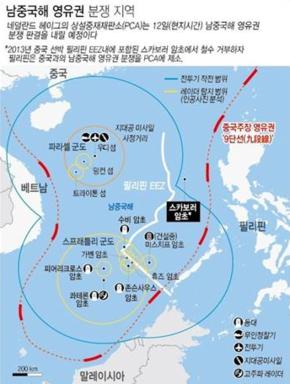 남중국해 영유권 분쟁 지역
네덜란드 헤이그의 상설중재재판소(PCA)는 12일(현지시간) 남중국해 영유권
분쟁 판결을 내릴 예정이다
*2013년 중국 선박 필리핀 EEZ내에 포함된 스카보러 암초에서 철수 거부하자
필리핀은 중국과의 남중국해 영유권 분쟁을 PCA에 제소.
중국
전투기 작전 범위
레이더 탐지 범위
(인공사진 분석)
지대공 미사일
사정거리
파라셀 군도
우디섬
중국주장 영유권
'9단선(九段線)'
덩컨 섬
트라이튼 섬
베트남
필리핀 EEZ
스카보러
암초*
남중국해
수비 암초
필리핀
스프래틀리 군도
(건설중)
가벤 암초
미스치프 암초
피어리크로스
암초
휴즈 암초
콰테론
암초
존슨사우스
암초
등대
무인정찰기
전투기
지대공미사일
고주파 레이더
200 km
말레이시아